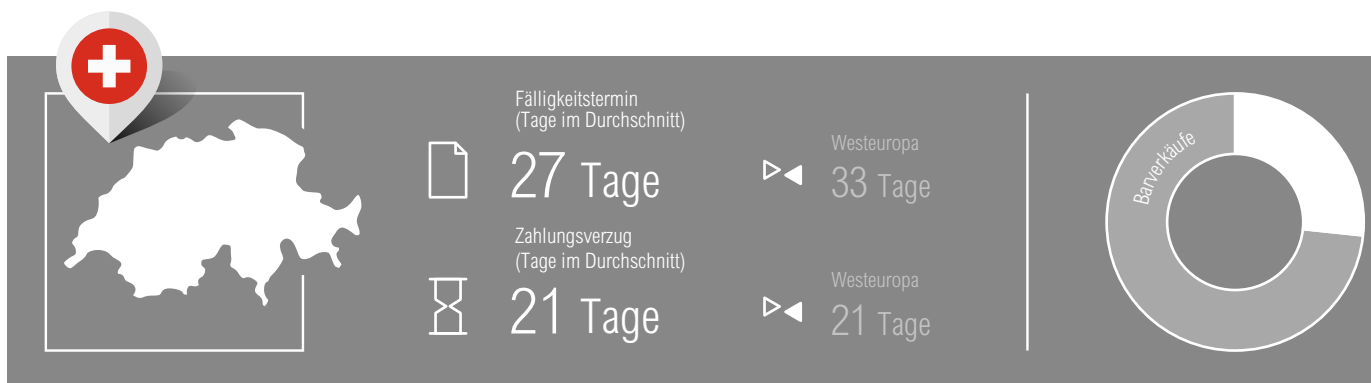 Fälligkeitstermin
(Tage im Durchschnitt)
27 Tage
Westeuropa
33 Tage
Zahlungsverzug
(Tage im Durchschnitt)
21 Tage
Westeuropa
21 Tage
Barverkäufe